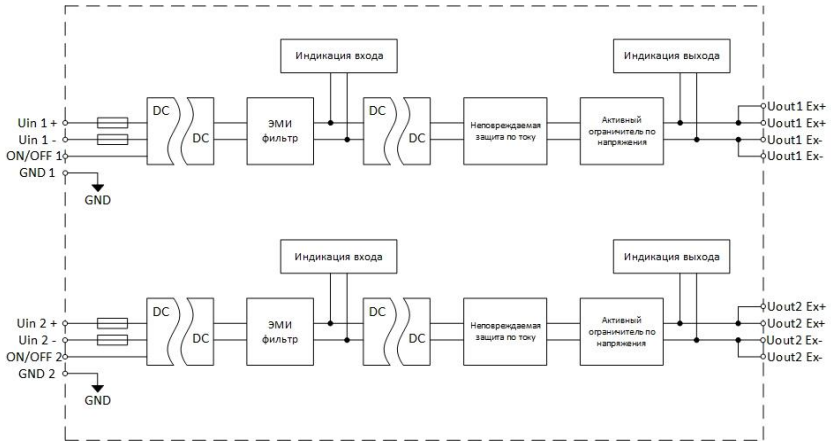 Индикация входа
Индикация выхода
DC
DC
ЭМИ
фильтр
DC
DC
Неповреждаемая
защита по току
Активный
ограничитель по
напряжения
Uin 1 +
Uin 1 -
ON/OFF 1
GND 1
GND
Uout1 Ex+
Uout1 Ex+
Uout1 Ex-
Uout1 Ex-
Индикация входа
Индикация выхода
DC
DC
ЭМИ
фильтр
DC
DC
Неповреждаемая
защита по току
Активный
ограничитель по
напряжения
Uin 2 +
Uin 2 -
ON/OFF 2
GND 2
GND
Uout2 Ex+
Uout2 Ex+
Uout2 Ex-
Uout2 Ex-